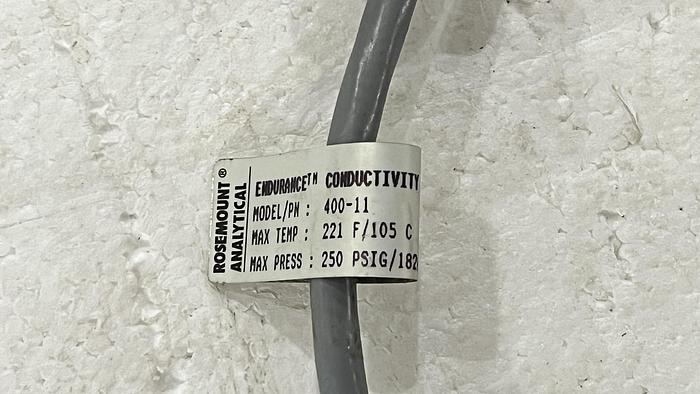 ROSEMOUNT®
ANALYTICAL
ENDURANCE™ CONDUCTIVITY
MODEL/PN : 400-11
MAX TEMP : 221 F/105 C
MAX PRESS : 250 PSIG/182